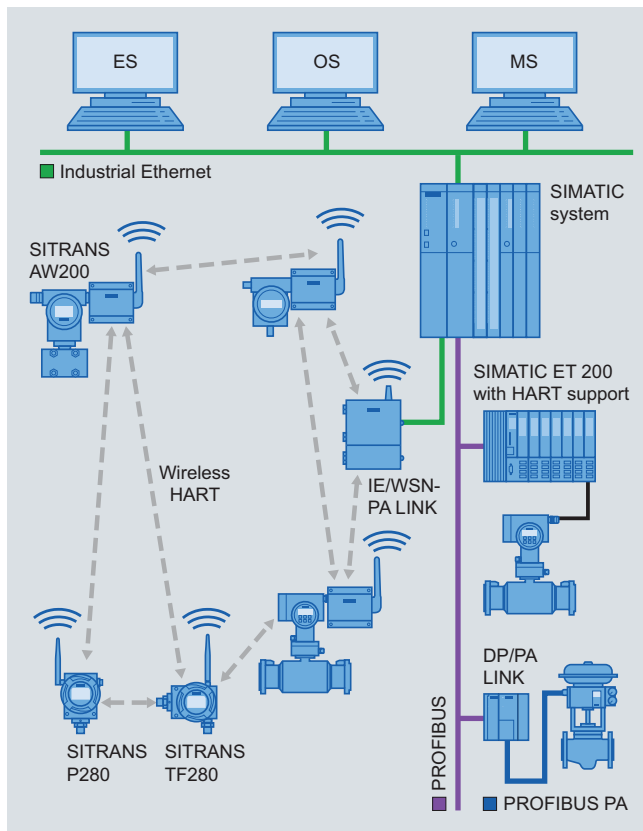 ES
OS
MS
Industrial Ethernet
SIMATIC
system
SITRANS
AW200
SIMATIC ET 200
with HART support
Wireless
HART
IE/WSN-
PA LINK
DP/PA
LINK
SITRANS
P280
SITRANS
TF280
PROFIBUS
PROFIBUS PA